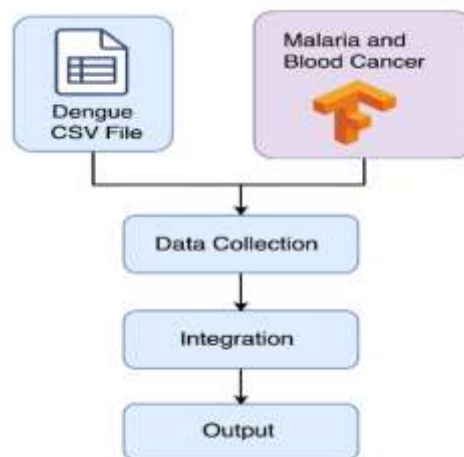 Dengue
CSV File
Malaria and
Blood Cancer
Data Collection
Integration
Output